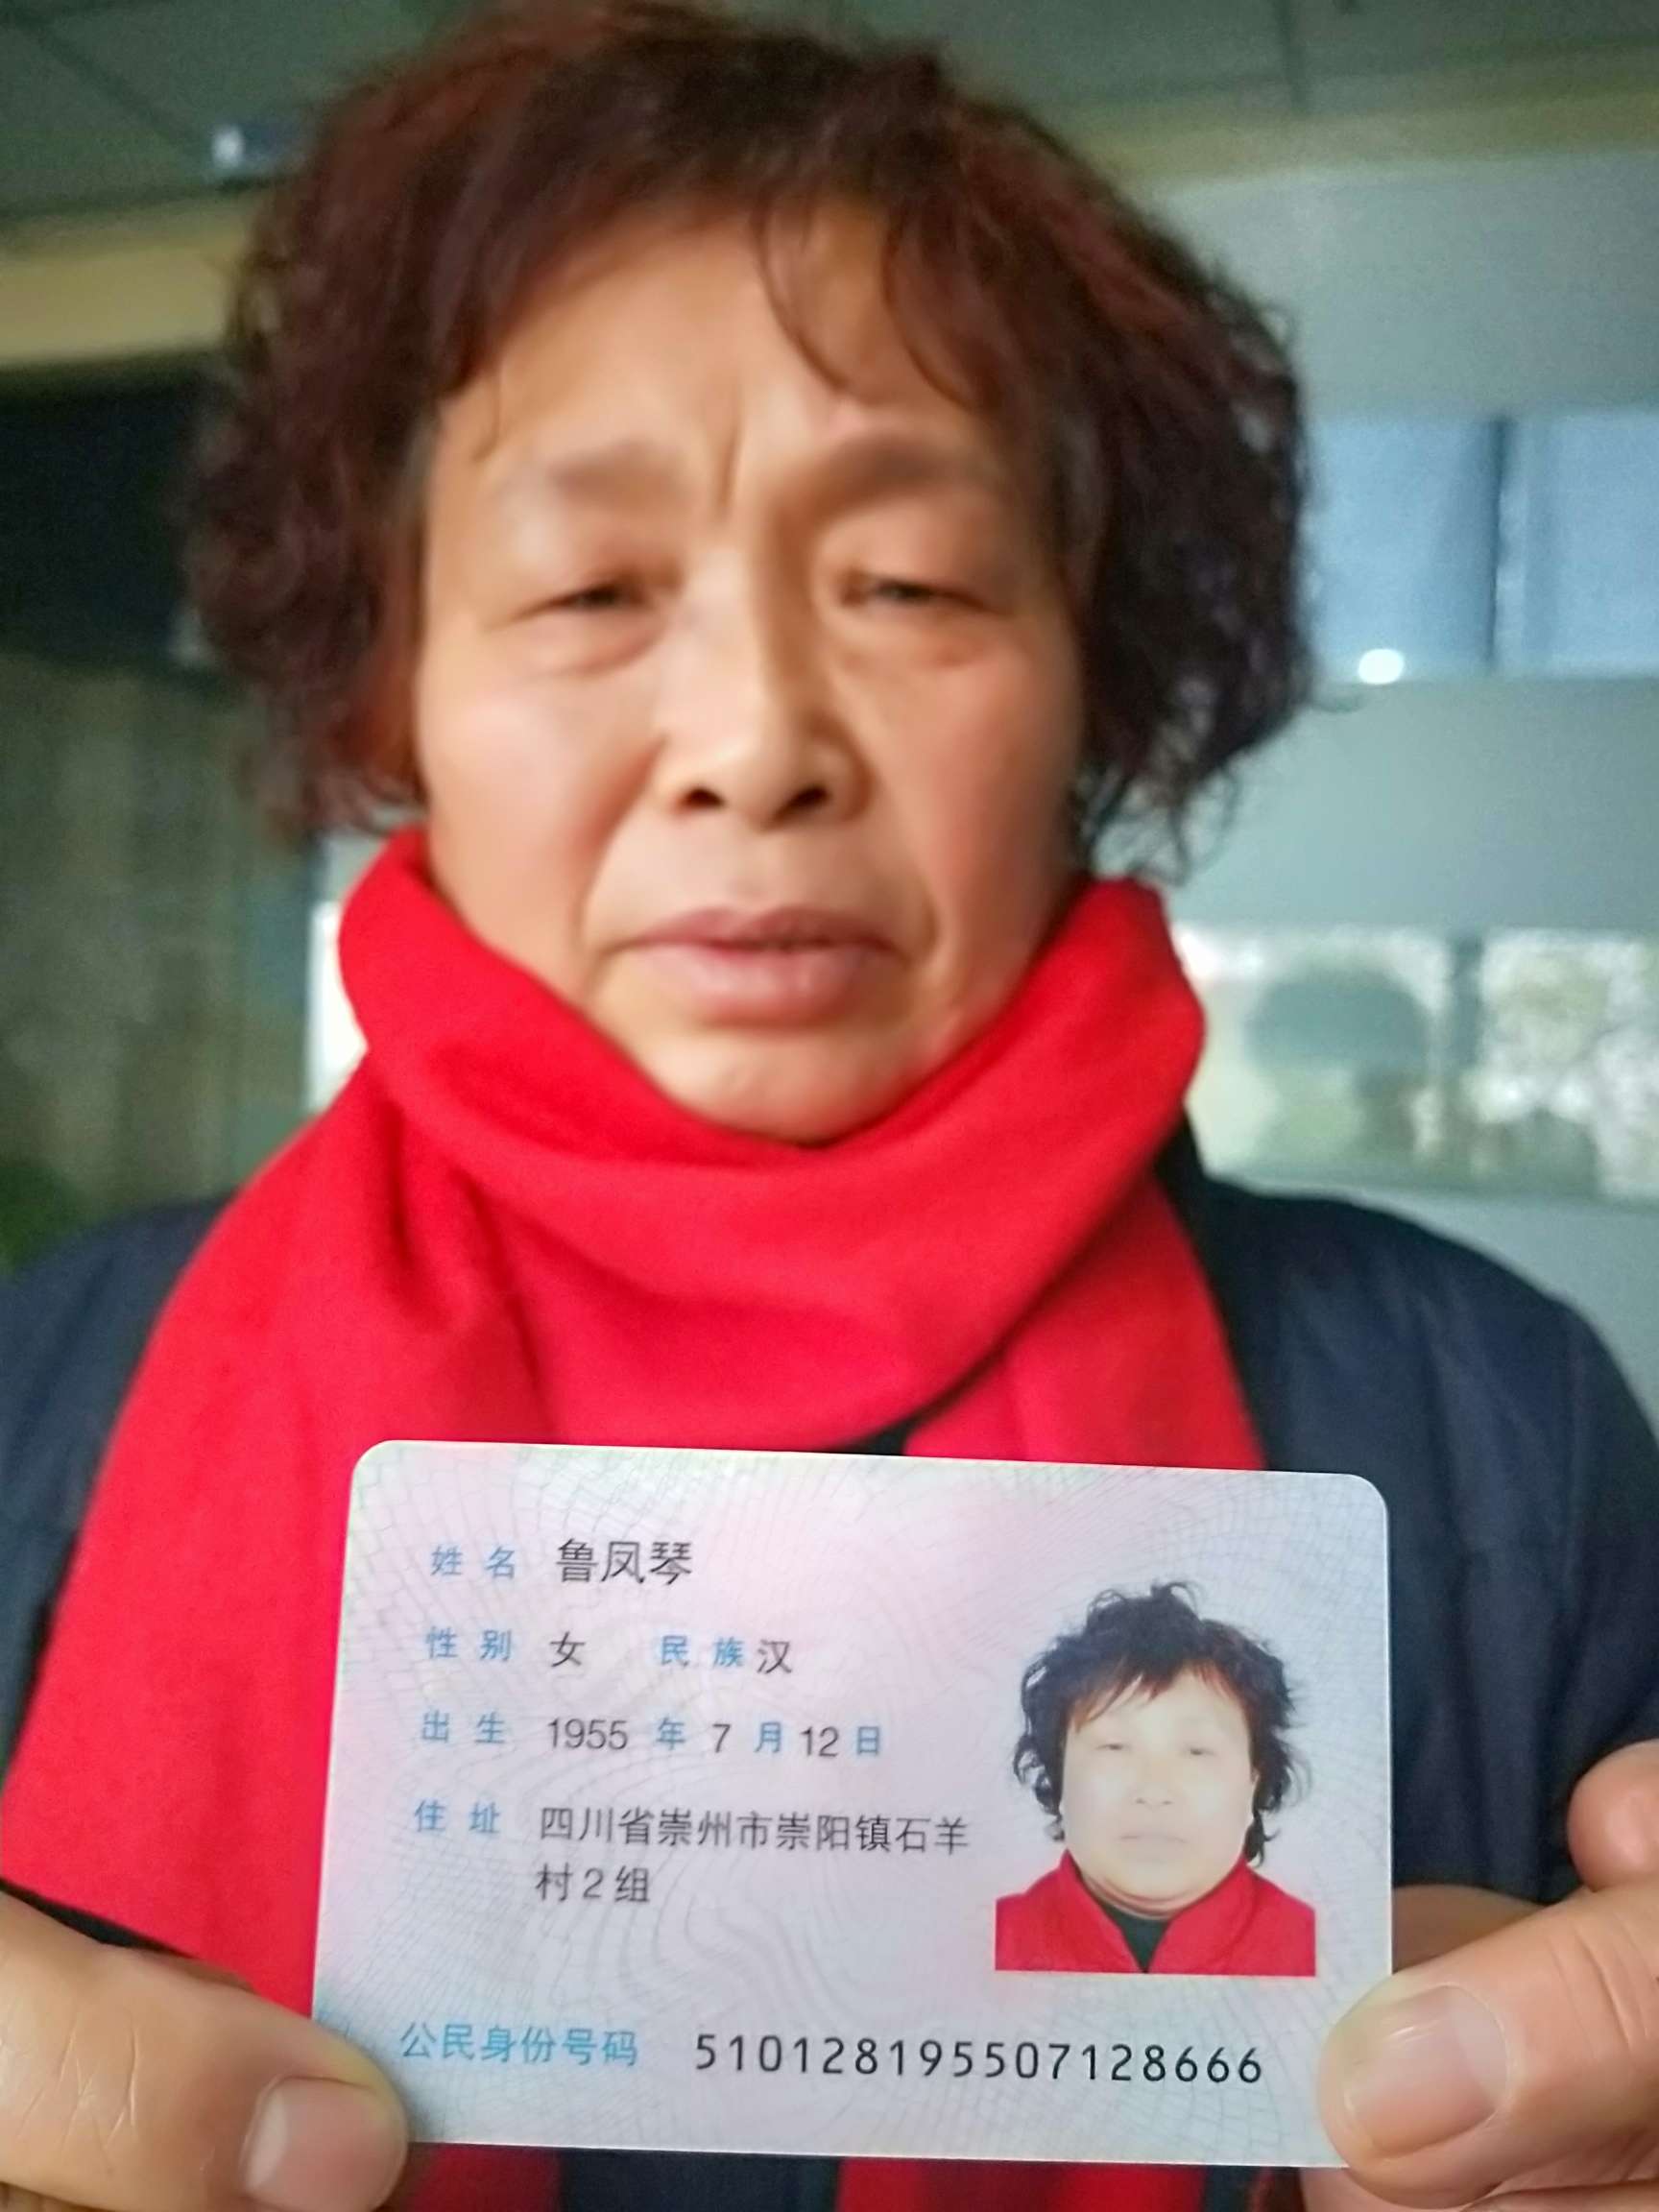 姓名 鲁凤琴
性别 女 民族 汉
出生 1955 年 7 月 12 日
住址 四川省崇州市崇阳镇石羊
村2组
公民身份号码 510128195507128666